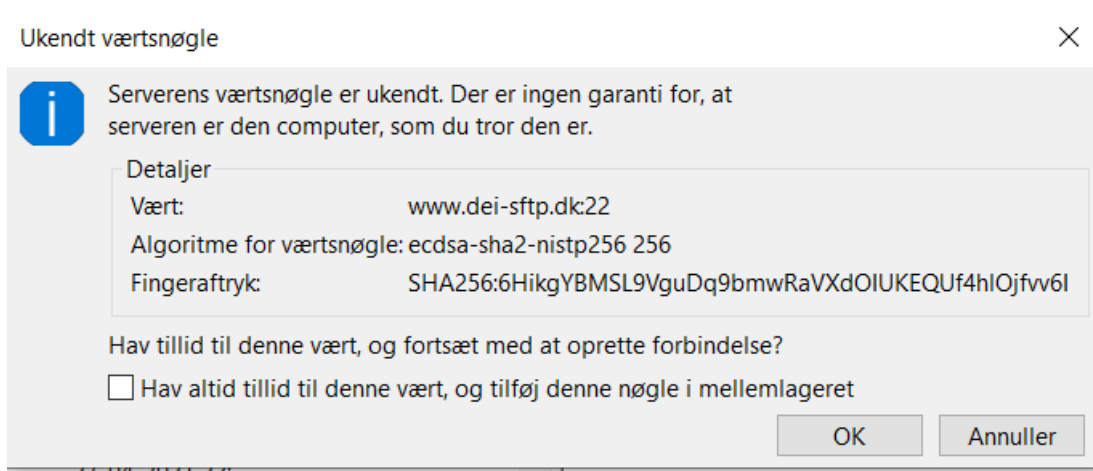 Ukendt værtsnøgle
Serverens værtsnøgle er ukendt. Der er ingen garanti for, at
serveren er den computer, som du tror den er.
Detaljer
Vært: www.dei-sftp.dk:22
Algoritme for værtsnøgle: ecdsa-sha2-nistp256 256
Fingeraftryk: SHA256:6HikgYBMSL9VguDq9bmwRaVXdOIUKEQUf4hIOjfvv6I
Hav tillid til denne vært, og fortsæt med at oprette forbindelse?
Hav altid tillid til denne vært, og tilføj denne nøgle i mellemlageret
OK Annuller